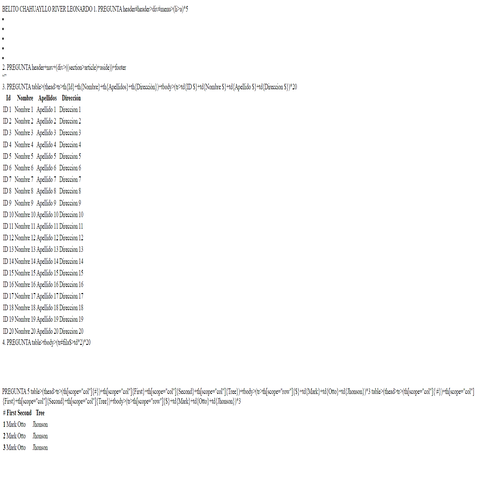 BELITO CHAHUAYLLO RIVER LEONARDO 1. PREGUNTA header#header>div#menu>($>a)*5
2. PREGUNTA header+nav+(div>((section>article)+aside))+footer
3. PREGUNTA table>(thead>tr>th{Id}+th{Nombre}+th{Apellidos}+th{Direccion})+tbody>(tr>td{ID $}+td{Nombre $}+td{Apellido $}+td{Direccion $})*20
Id Nombre Apellidos Dirección
ID 1 Nombre 1 Apellido 1 Direccion 1
ID 2 Nombre 2 Apellido 2 Direccion 2
ID 3 Nombre 3 Apellido 3 Direccion 3
ID 4 Nombre 4 Apellido 4 Direccion 4
ID 5 Nombre 5 Apellido 5 Direccion 5
ID 6 Nombre 6 Apellido 6 Direccion 6
ID 7 Nombre 7 Apellido 7 Direccion 7
ID 8 Nombre 8 Apellido 8 Direccion 8
ID 9 Nombre 9 Apellido 9 Direccion 9
ID 10 Nombre 10 Apellido 10 Direccion 10
ID 11 Nombre 11 Apellido 11 Direccion 11
ID 12 Nombre 12 Apellido 12 Direccion 12
ID 13 Nombre 13 Apellido 13 Direccion 13
ID 14 Nombre 14 Apellido 14 Direccion 14
ID 15 Nombre 15 Apellido 15 Direccion 15
ID 16 Nombre 16 Apellido 16 Direccion 16
ID 17 Nombre 17 Apellido 17 Direccion 17
ID 18 Nombre 18 Apellido 18 Direccion 18
ID 19 Nombre 19 Apellido 19 Direccion 19
ID 20 Nombre 20 Apellido 20 Direccion 20
4. PREGUNTA table>tbody>(tr#fila$>td*2)*20
PREGUNTA 5 table>(thead>tr>(th[scope="col"]{#})+th[scope="col"]{First}+th[scope="col"]{Second}+th[scope="col"]{Tree})+tbody>(tr>th[scope="row"]{$}+td{Mark}+td{Otto}+td{Jhonson})*3 table>(thead>tr>(th[scope="col"]{ #})+th[scope="col"]
{First}+th[scope="col"]{Second}+th[scope="col"]{Tree})+tbody>(tr>th[scope="row"]{$}+td{Mark}+td{Otto}+td{Jhonson})*3
# First Second Tree
1 Mark Otto Jhonson
2 Mark Otto Jhonson
3 Mark Otto Jhonson